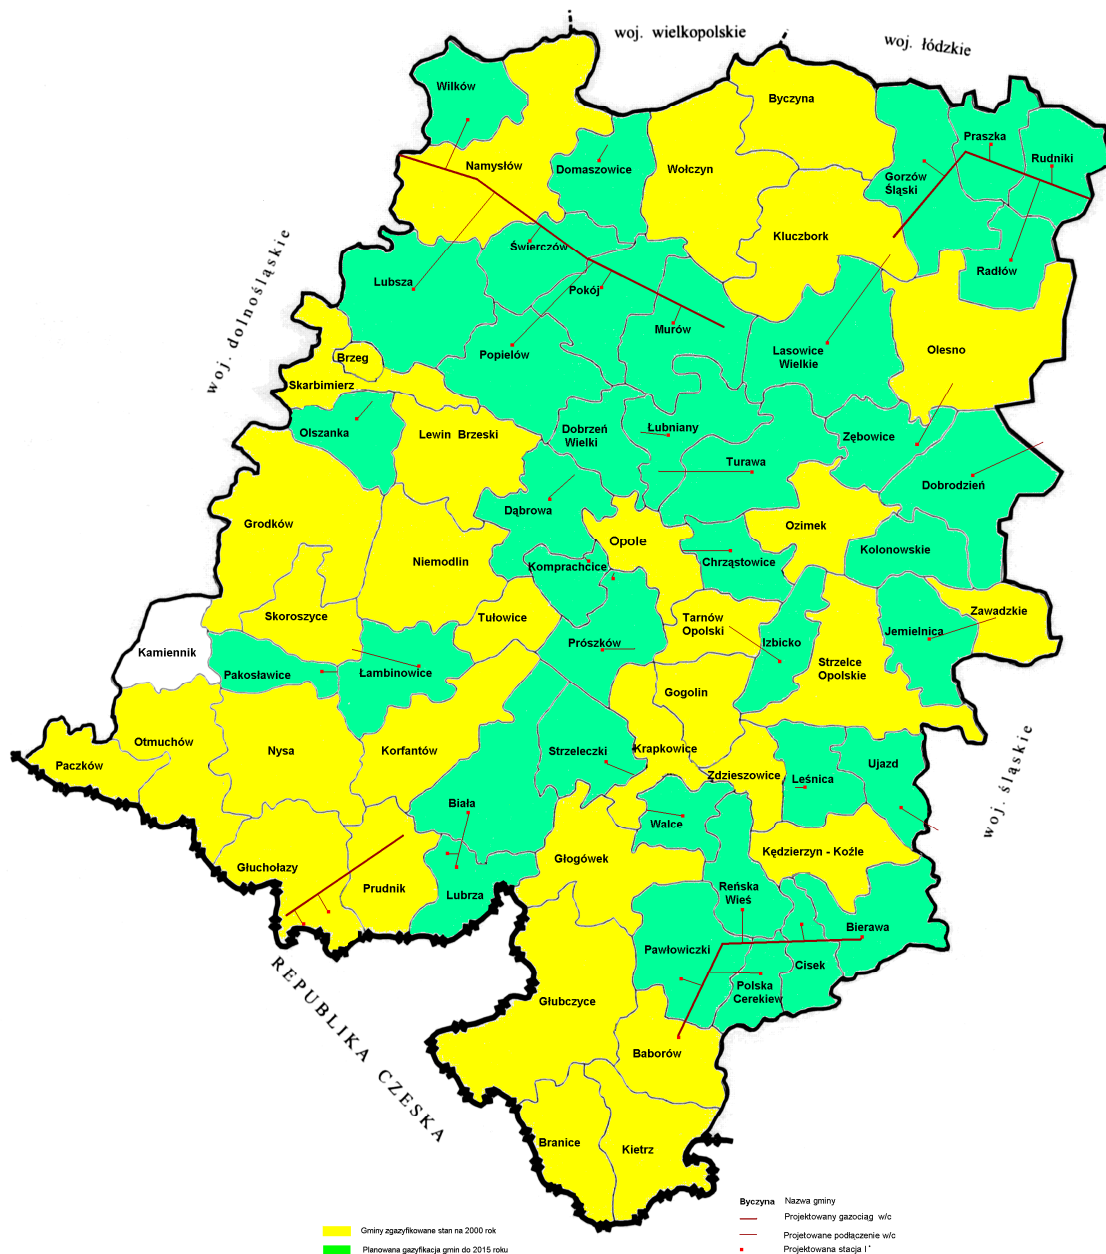 woj. wielkopolskie
woj. łódzkie
Wilków
Byczyna
Praszka
Rudniki
Namysłów
Domaszowice
Wołczyn
Gorzów
Śląski
Kluczbork
Świerczów
Radłów
Lubsza
Pokój
woj. dolnośląskie
Murów
Popielów
Lasowice
Wielkie
Olesno
Brzeg
Skarbimierz
Olszanka
Lewin Brzeski
Dobrzeń
Wielki
Łubniany
Zębowice
Turawa
Dobrodzień
Dąbrowa
Grodków
Ozimek
Opole
Kolonowskie
Niemodlin
Komprachcice
Chrząstowice
Skoroszyce
Tułowice
Tarnów
Opolski
Zawadzkie
Jemielnica
Izbicko
Prószków
Kamiennik
Pakosławice
Łambinowice
Strzelce
Opolskie
Gogolin
Otmuchów
Nysa
Korfantów
Strzeleczki
Krapkowice
Paczków
Zdzieszowice
Leśnica
Ujazd
woj. śląskie
Biała
Walce
Głuchołazy
Głogówek
Kędzierzyn - Koźle
Prudnik
Lubrza
Reńska
Wieś
Bierawa
Pawłowiczki
Cisek
Polska
Cerekiew
REPUBLIKA CZESKA
Głubczyce
Baborów
Branice
Kietrz
Byczyna Nazwa gminy
Projektowany gazociąg w/c
Projetowane podłączenie w/c
Projektowana stacja I°
Gminy zgazyfikowane stan na 2000 rok
Planowana gazyfikacja gmin do 2015 roku